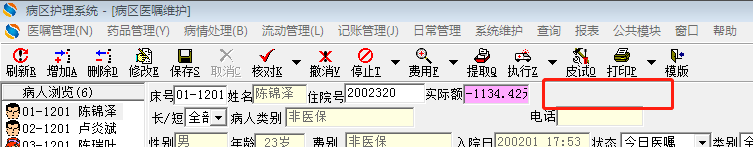 病区护理系统 - [病区医嘱维护]
医嘱管理(N) 药品管理(Y) 病情处理(B) 流动管理(L) 记账管理(J) 日常管理 系统维护 查询 报表 公共模块 窗口 帮助
刷新R 增加A 删除D 修改E 保存S 取消C 核对K 撤消V 停止T 费用F 提取Q 执行Z 皮试O 打印P 模版
病人浏览(6)
床号 01-1201 姓名 陈锦泽 住院号 2002320 实际额 -1134.42
01-1201 陈锦泽
长/短 全部 病人类别 非医保 电话
02-1201 卢炎斌
性别 男 年龄 23岁 费别 非医保 入院日 200201 17:53 状态 今日医嘱 类别
03-1201 陈瑞叶